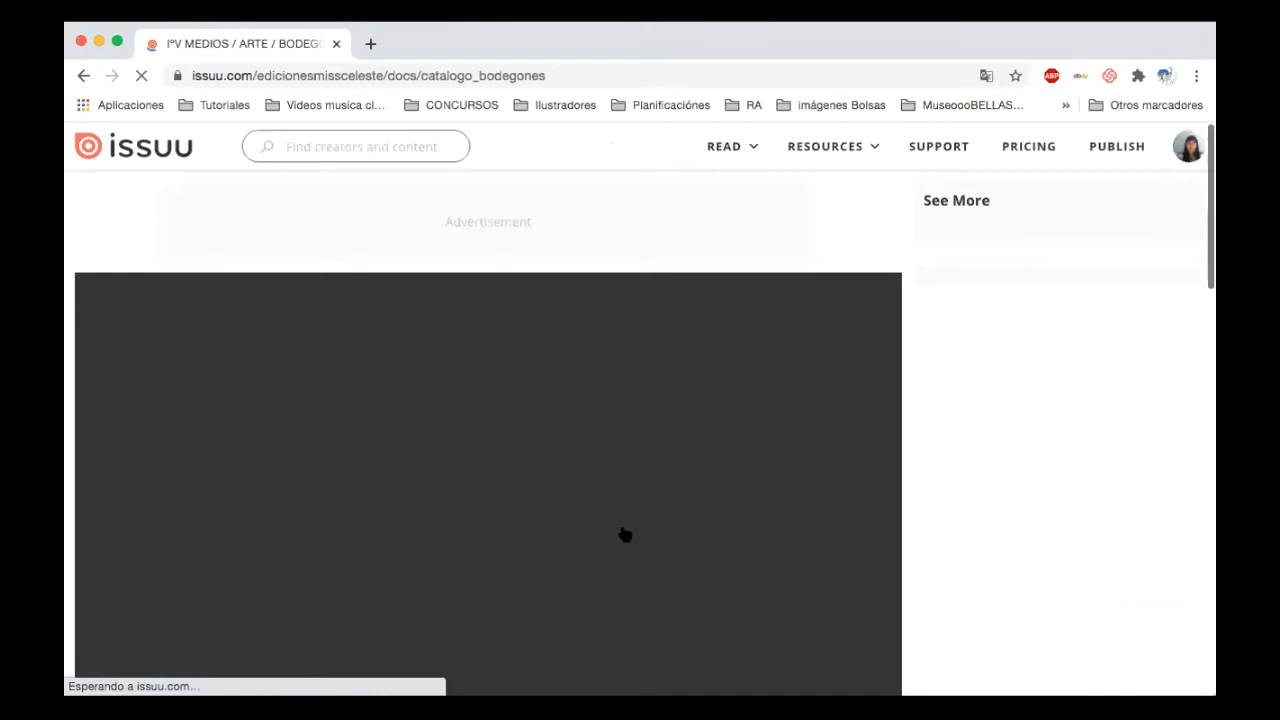 IºV MEDIOS / ARTE / BODEG
issuu.com/edicionesmissceleste/docs/catalogo_bodegones
ABP
ebay
Aplicaciones
Tutoriales
Videos musica cl...
CONCURSOS
Ilustradores
Planificaciónes
RA
imágenes Bolsas
MuseoooBELLAS...
»
Otros marcadores
issuu
Find creators and content
READ
RESOURCES
SUPPORT
PRICING
PUBLISH
Advertisement
See More
Esperando a issuu.com...